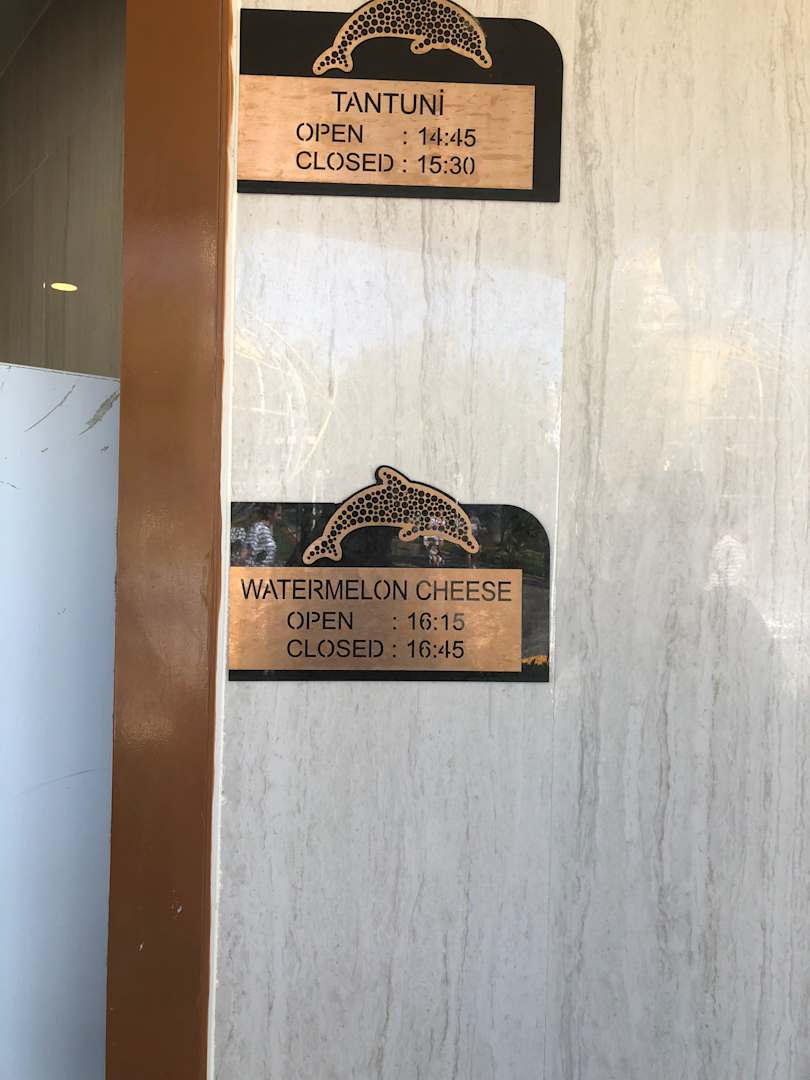 TANTUNİ
OPEN : 14:45
CLOSED : 15:30
WATERMELON CHEESE
OPEN : 16:15
CLOSED : 16:45